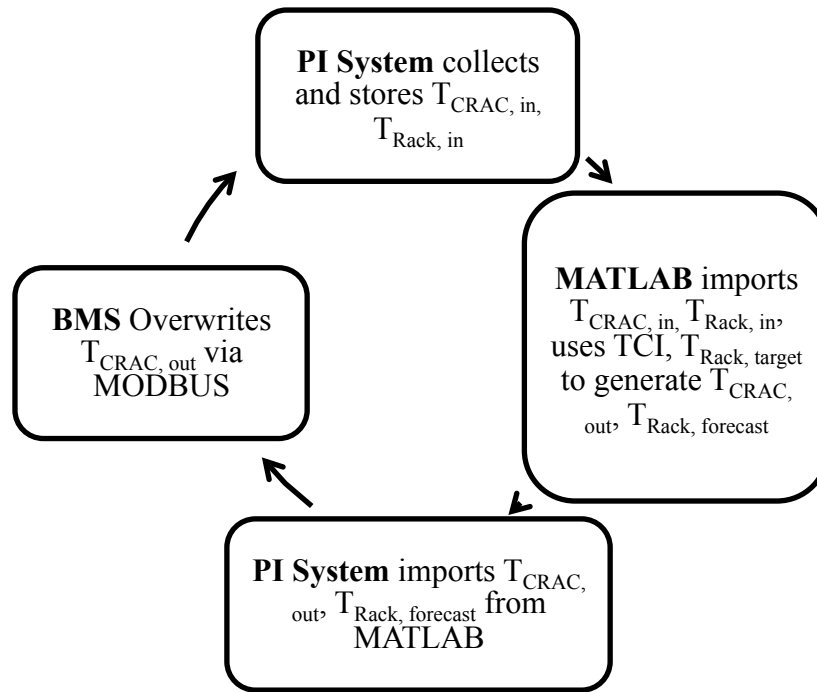 PI System collects
and stores T_CRAC, in,
T_Rack, in
MATLAB imports
T_CRAC, in, T_Rack, in,
uses TCI, T_Rack, target
to generate T_CRAC,
out, T_Rack, forecast
BMS Overwrites
T_CRAC, out via
MODBUS
PI System imports T_CRAC,
out, T_Rack, forecast from
MATLAB